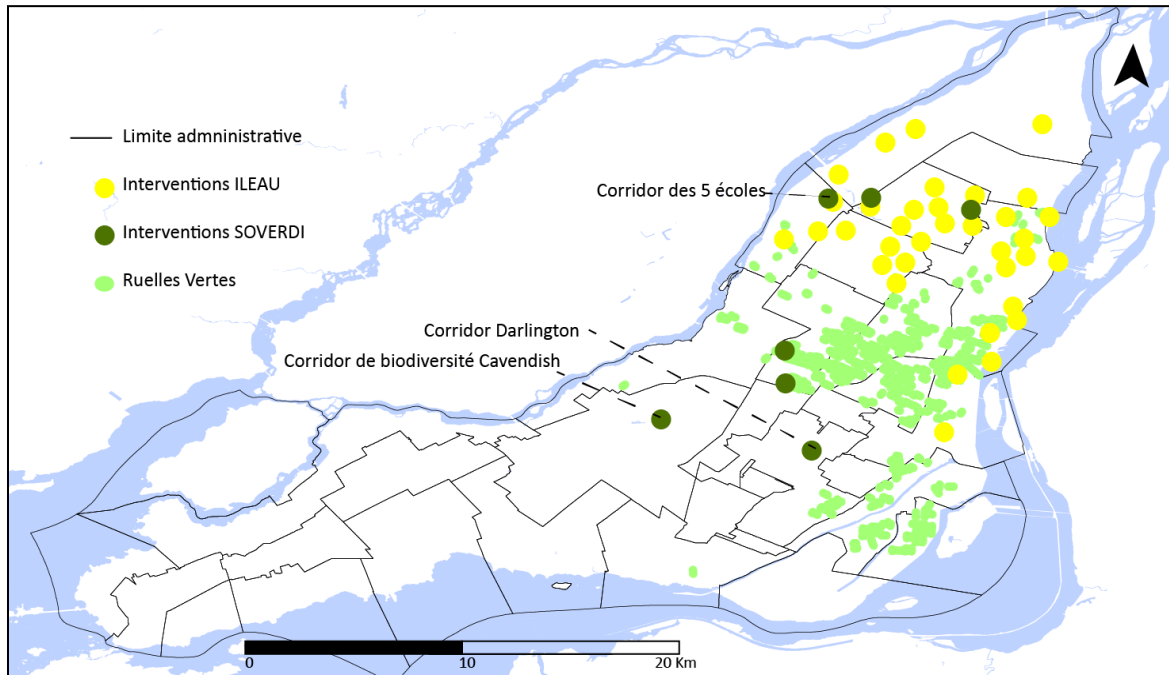 Limite admninistrative
Interventions ILEAU
Interventions SOVERDI
Ruelles Vertes
Corridor des 5 écoles
Corridor Darlington
Corridor de biodiversité Cavendish
0 10 20 Km